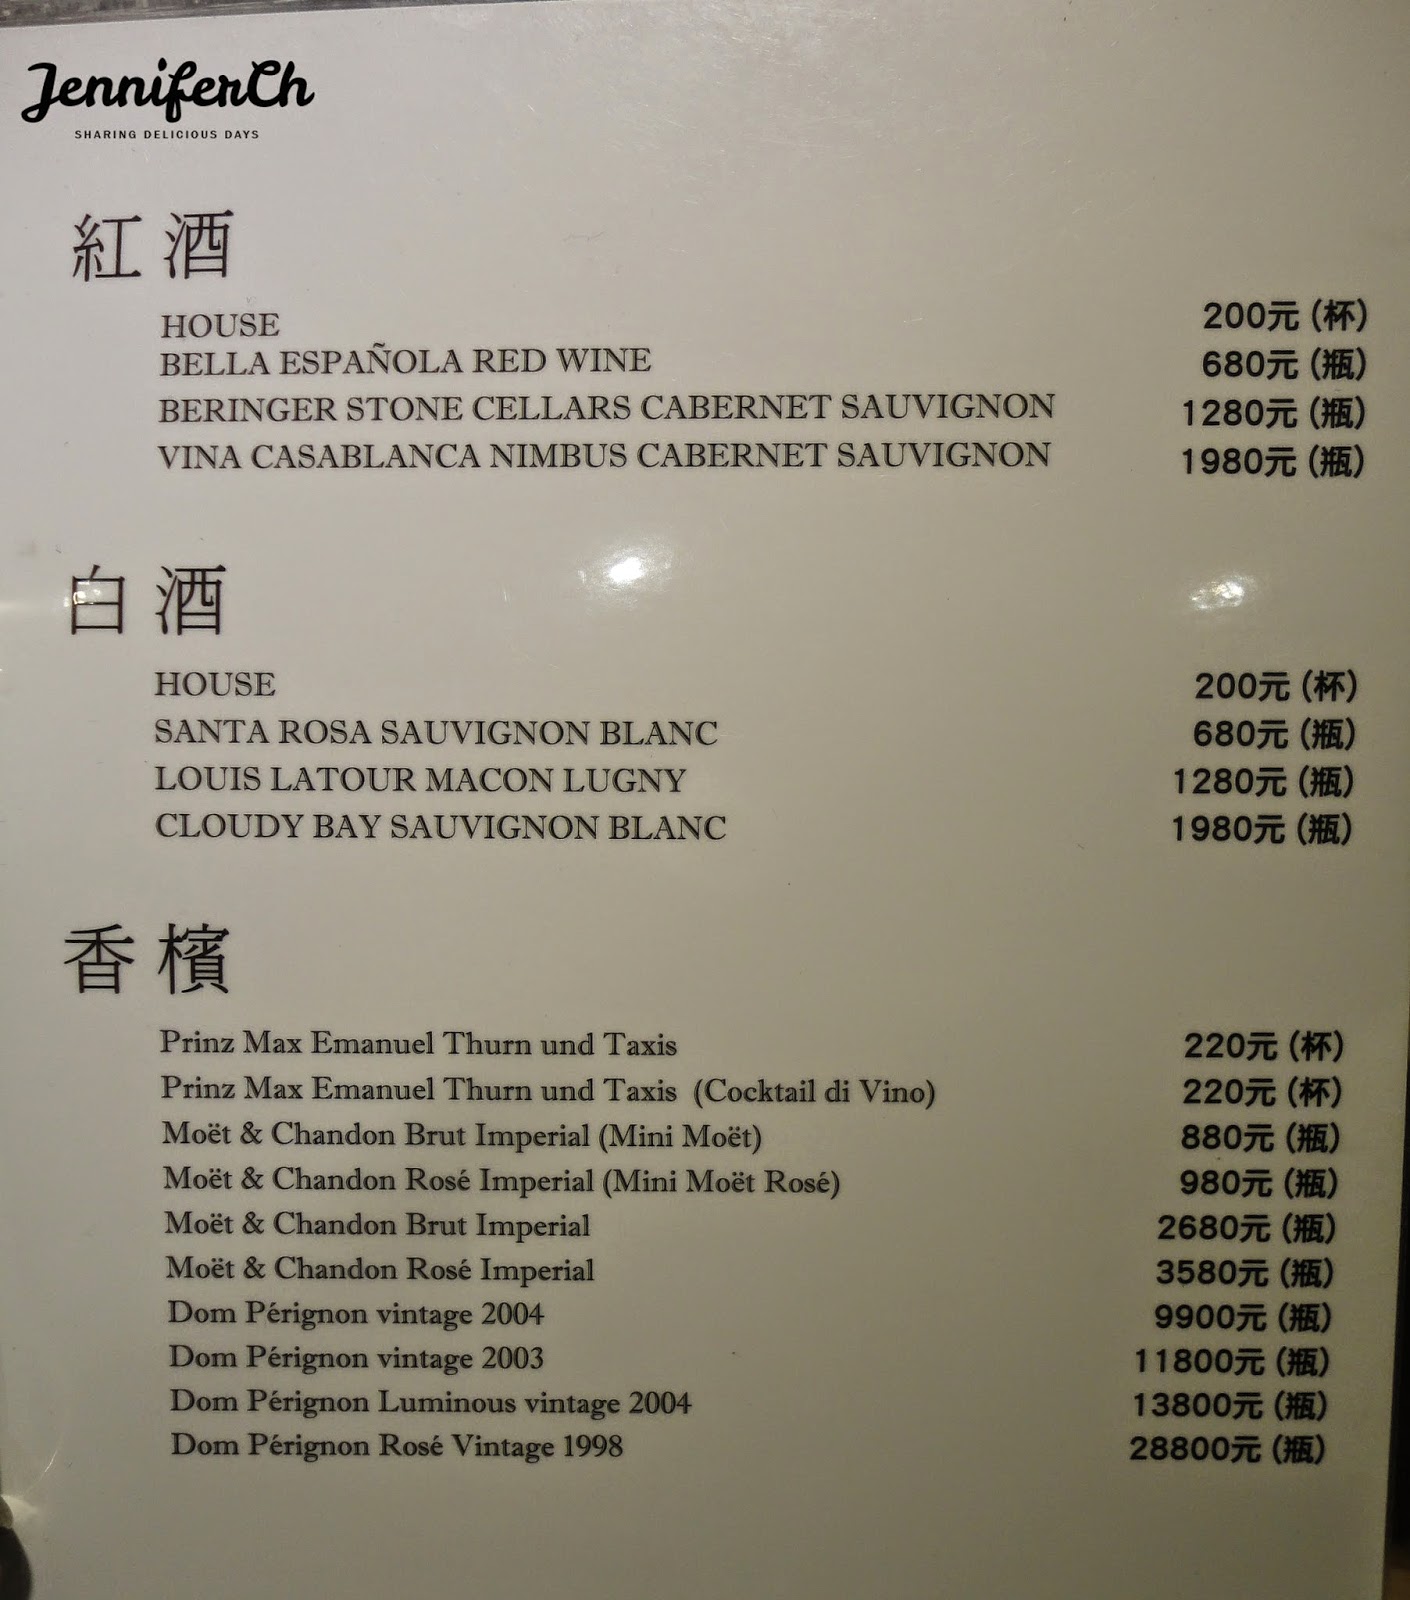 JenniferCh
SHARING DELICIOUS DAYS
紅酒
HOUSE 200元 (杯)
BELLA ESPAÑOLA RED WINE 680元 (瓶)
BERINGER STONE CELLARS CABERNET SAUVIGNON 1280元 (瓶)
VINA CASABLANCA NIMBUS CABERNET SAUVIGNON 1980元 (瓶)
白酒
HOUSE 200元 (杯)
SANTA ROSA SAUVIGNON BLANC 680元 (瓶)
LOUIS LATOUR MACON LUGNY 1280元 (瓶)
CLOUDY BAY SAUVIGNON BLANC 1980元 (瓶)
香檳
Prinz Max Emanuel Thurn und Taxis 220元 (杯)
Prinz Max Emanuel Thurn und Taxis (Cocktail di Vino) 220元 (杯)
Moët & Chandon Brut Imperial (Mini Moët) 880元 (瓶)
Moët & Chandon Rosé Imperial (Mini Moët Rosé) 980元 (瓶)
Moët & Chandon Brut Imperial 2680元 (瓶)
Moët & Chandon Rosé Imperial 3580元 (瓶)
Dom Pérignon vintage 2004 9900元 (瓶)
Dom Pérignon vintage 2003 11800元 (瓶)
Dom Pérignon Luminous vintage 2004 13800元 (瓶)
Dom Pérignon Rosé Vintage 1998 28800元 (瓶)